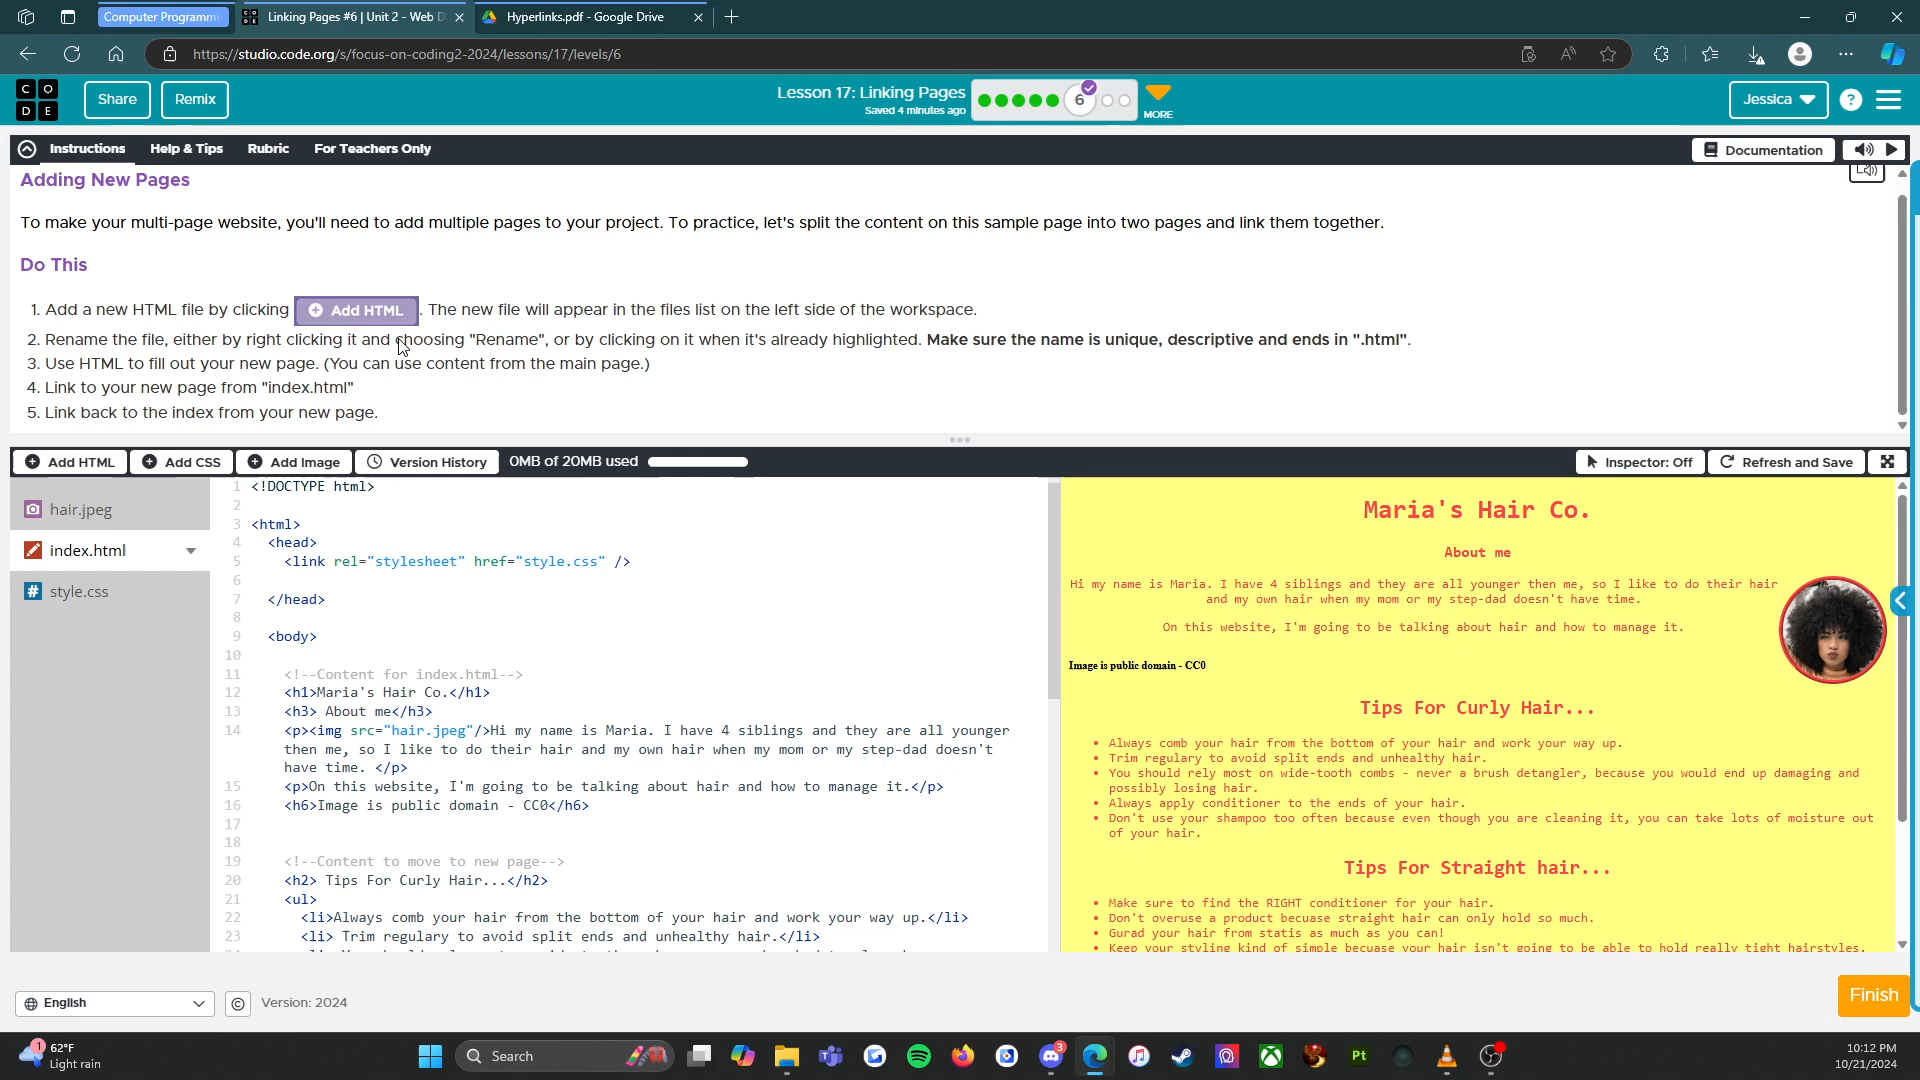 Computer Programmi
Linking Pages #6 | Unit 2 - Web D
Hyperlinks.pdf - Google Drive
https://studio.code.org/s/focus-on-coding2-2024/lessons/17/levels/6
C O D E
Share
Remix
Lesson 17: Linking Pages
Saved 4 minutes ago
6
MORE
Jessica
?
Instructions
Help & Tips
Rubric
For Teachers Only
Documentation
Adding New Pages
To make your multi-page website, you'll need to add multiple pages to your project. To practice, let's split the content on this sample page into two pages and link them together.
Do This
1. Add a new HTML file by clicking Add HTML. The new file will appear in the files list on the left side of the workspace.
2. Rename the file, either by right clicking it and choosing "Rename", or by clicking on it when it's already highlighted. Make sure the name is unique, descriptive and ends in ".html".
3. Use HTML to fill out your new page. (You can use content from the main page.)
4. Link to your new page from "index.html"
5. Link back to the index from your new page.
Add HTML
Add CSS
Add Image
Version History
0MB of 20MB used
Inspector: Off
Refresh and Save
hair.jpeg
index.html
style.css
1 <!DOCTYPE html>
2
3 <html>
4 <head>
5 <link rel="stylesheet" href="style.css" />
6
7 </head>
8
9 <body>
10
11 <!--Content for index.html-->
12 <h1>Maria's Hair Co.</h1>
13 <h3> About me</h3>
14 <p><img src="hair.jpeg"/>Hi my name is Maria. I have 4 siblings and they are all younger
then me, so I like to do their hair and my own hair when my mom or my step-dad doesn't
have time. </p>
15 <p>On this website, I'm going to be talking about hair and how to manage it.</p>
16 <h6>Image is public domain - CC0</h6>
17
18
19 <!--Content to move to new page-->
20 <h2> Tips For Curly Hair...</h2>
21 <ul>
22 <li>Always comb your hair from the bottom of your hair and work your way up.</li>
23 <li> Trim regulary to avoid split ends and unhealthy hair.</li>
Maria's Hair Co.
About me
Hi my name is Maria. I have 4 siblings and they are all younger then me, so I like to do their hair
and my own hair when my mom or my step-dad doesn't have time.
On this website, I'm going to be talking about hair and how to manage it.
Image is public domain - CC0
Tips For Curly Hair...
• Always comb your hair from the bottom of your hair and work your way up.
• Trim regulary to avoid split ends and unhealthy hair.
• You should rely most on wide-tooth combs - never a brush detangler, because you would end up damaging and
possibly losing hair.
• Always apply conditioner to the ends of your hair.
• Don't use your shampoo too often because even though you are cleaning it, you can take lots of moisture out
of your hair.
Tips For Straight hair...
• Make sure to find the RIGHT conditioner for your hair.
• Don't overuse a product becuase straight hair can only hold so much.
• Gurad your hair from statis as much as you can!
• Keep your styling kind of simple becuase your hair isn't going to be able to hold really tight hairstyles.
Finish
English
©
Version: 2024
1
62°F
Light rain
Search
3
Pt
10:12 PM
10/21/2024